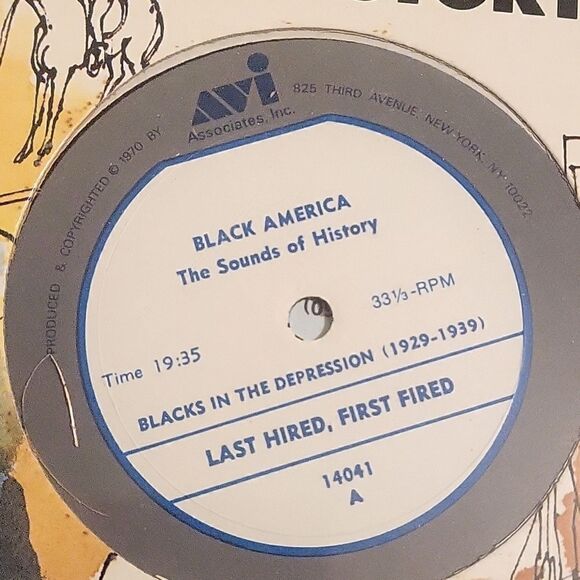 STORY
PRODUCED & COPYRIGHTED © 1970 BY
AVI
Associates, Inc.
825 THIRD AVENUE, NEW YORK, NY 10022
BLACK AMERICA
The Sounds of History
33⅓-RPM
Time 19:35
BLACKS IN THE DEPRESSION (1929-1939)
LAST HIRED, FIRST FIRED
14041
A